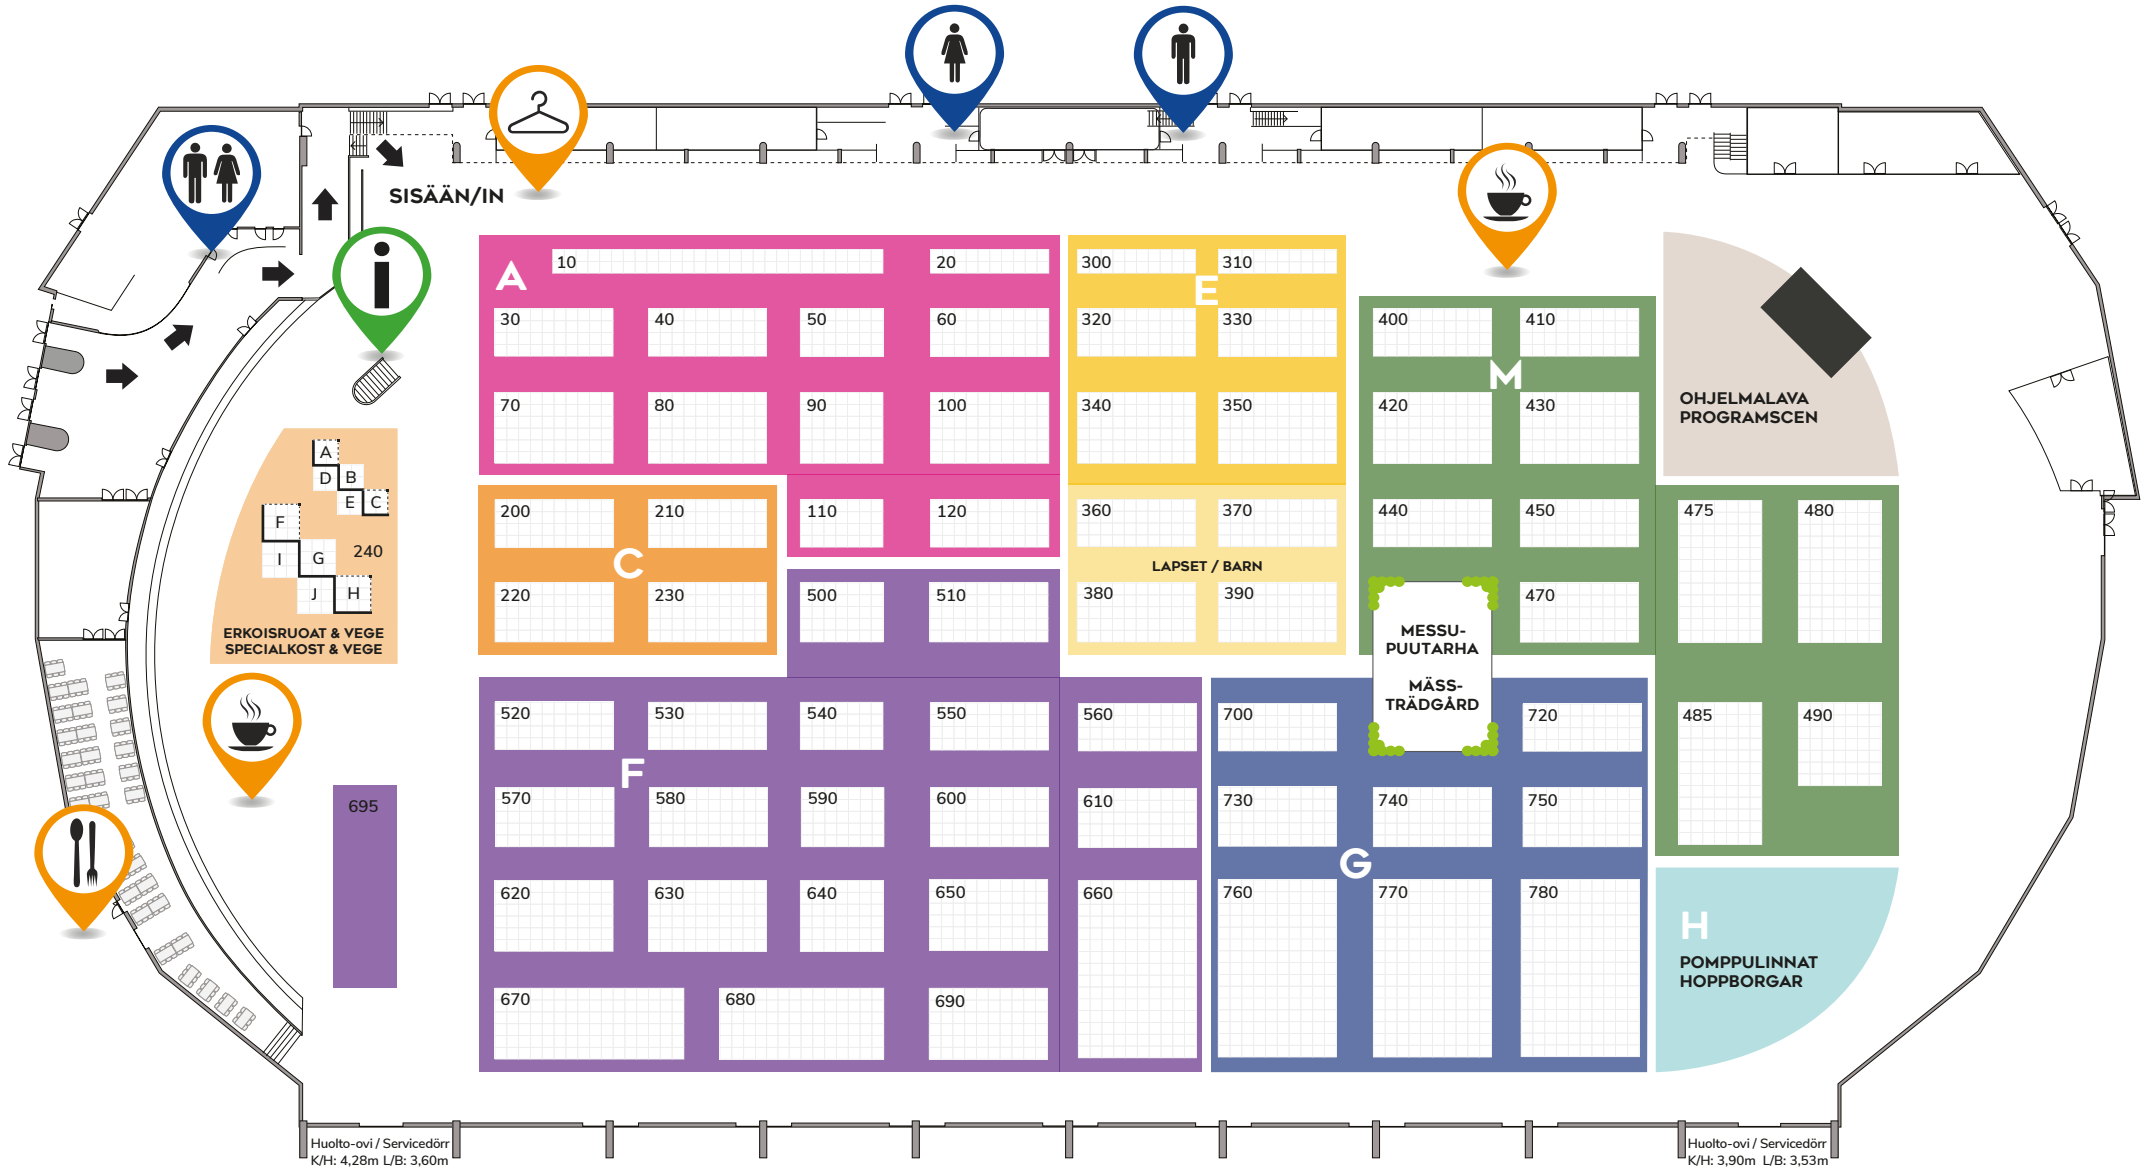 SISÄÄN/IN
A
10
20
30
40
50
60
70
80
90
100
110
120
E
300
310
320
330
340
350
360
370
LAPSET / BARN
380
390
M
400
410
420
430
440
450
470
475
480
485
490
OHJELMALAVA
PROGRAMSCEN
A
D
B
E
C
F
I
G
240
J
H
ERKOISRUOAT & VEGE
SPECIALKOST & VEGE
C
200
210
220
230
MESSU-
PUUTARHA
MÄSS-
TRÄDGÅRD
695
F
500
510
520
530
540
550
560
570
580
590
600
610
620
630
640
650
660
670
680
690
G
700
720
730
740
750
760
770
780
H
POMPPULINNAT
HOPPBORGAR
Huolto-ovi / Servicedörr
K/H: 4,28m L/B: 3,60m
Huolto-ovi / Servicedörr
K/H: 3,90m L/B: 3,53m